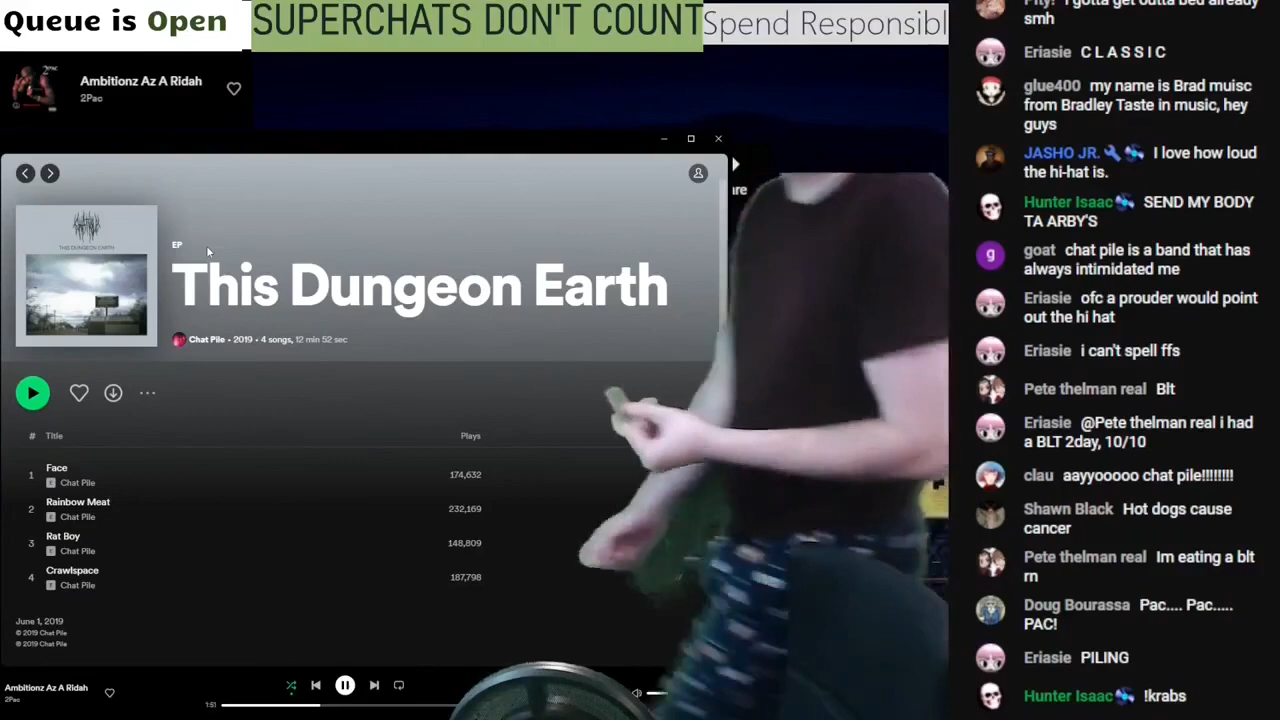 Queue is Open
SUPERCHATS DON'T COUNT
Spend Responsibl
Ambitionz Az A Ridah
2Pac
are
THIS DUNGEON EARTH
EP
This Dungeon Earth
Chat Pile • 2019 • 4 songs, 12 min 52 sec
# Title Plays
1 Face 174,632
E Chat Pile
2 Rainbow Meat 232,169
E Chat Pile
3 Rat Boy 148,809
E Chat Pile
4 Crawlspace 187,798
E Chat Pile
June 1, 2019
© 2019 Chat Pile
℗ 2019 Chat Pile
Ambitionz Az A Ridah
2Pac
1:51
smh
Eriasie C L A S S I C
glue400 my name is Brad muisc
from Bradley Taste in music, hey
guys
JASHO JR. I love how loud
the hi-hat is.
Hunter Isaac SEND MY BODY
TA ARBY'S
g
goat chat pile is a band that has
always intimidated me
Eriasie ofc a prouder would point
out the hi hat
Eriasie i can't spell ffs
Pete thelman real Blt
Eriasie @Pete thelman real i had
a BLT 2day, 10/10
clau aayyooooo chat pile!!!!!!!!
Shawn Black Hot dogs cause
cancer
Pete thelman real Im eating a blt
rn
Doug Bourassa Pac.... Pac.....
PAC!
Eriasie PILING
Hunter Isaac !krabs